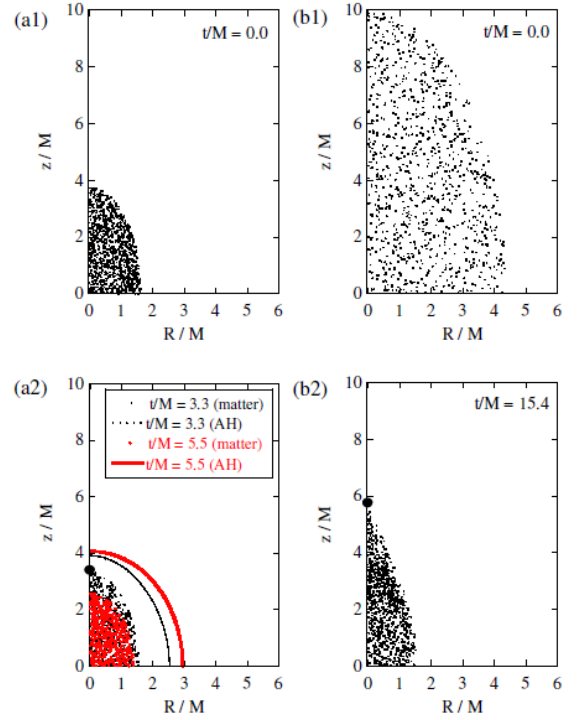 (a1)
t/M = 0.0
10
8
6
4
2
0
z / M
0 1 2 3 4 5 6
R / M
(b1)
t/M = 0.0
10
8
6
4
2
0
z / M
0 1 2 3 4 5 6
R / M
(a2)
t/M = 3.3 (matter)
t/M = 3.3 (AH)
t/M = 5.5 (matter)
t/M = 5.5 (AH)
10
8
6
4
2
0
z / M
0 1 2 3 4 5 6
R / M
(b2)
t/M = 15.4
10
8
6
4
2
0
z / M
0 1 2 3 4 5 6
R / M